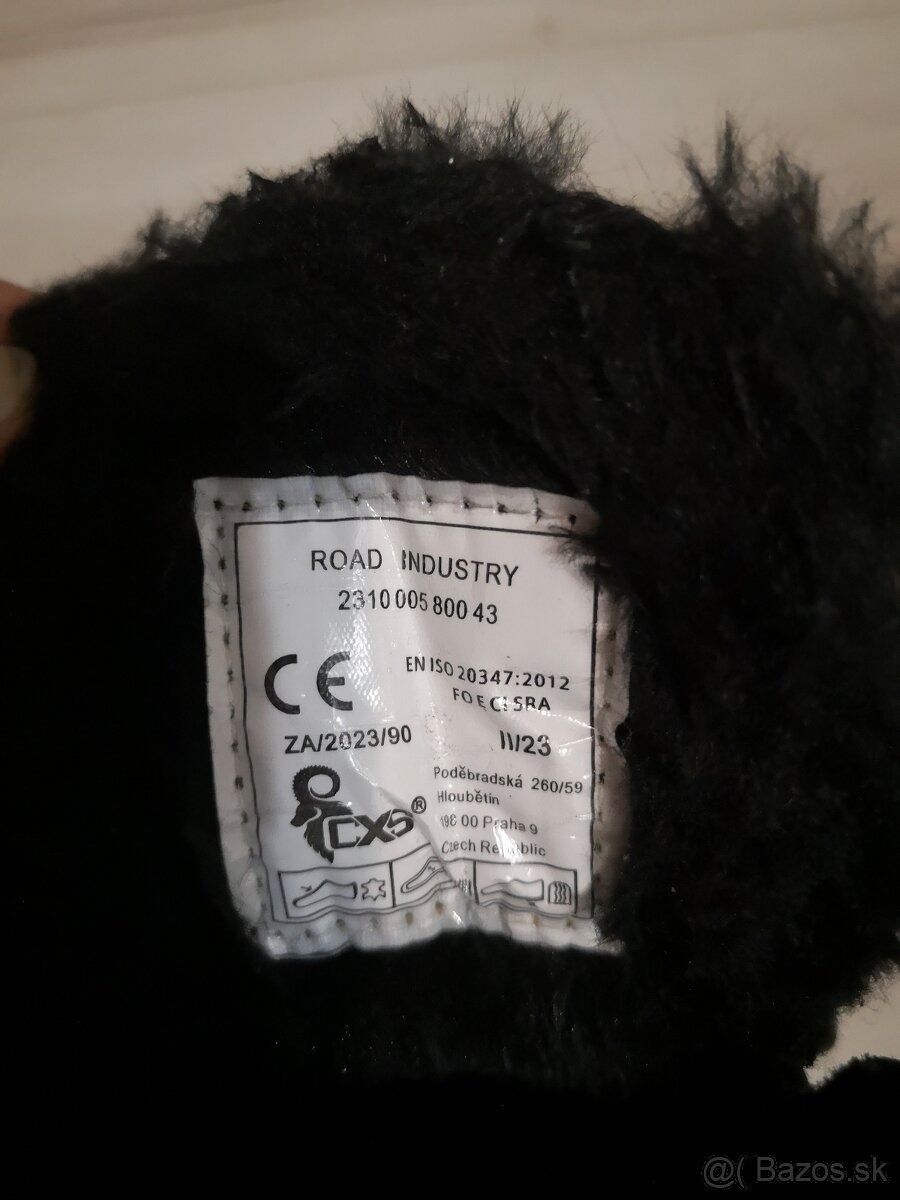 ROAD INDUSTRY
2310 005 800 43
CE
EN ISO 20347:2012
FO E CI SRA
ZA/2023/90
II/23
Poděbradská 260/59
Hloubětín
198 00 Praha 9
Czech Republic
CXS®
@( Bazos.sk